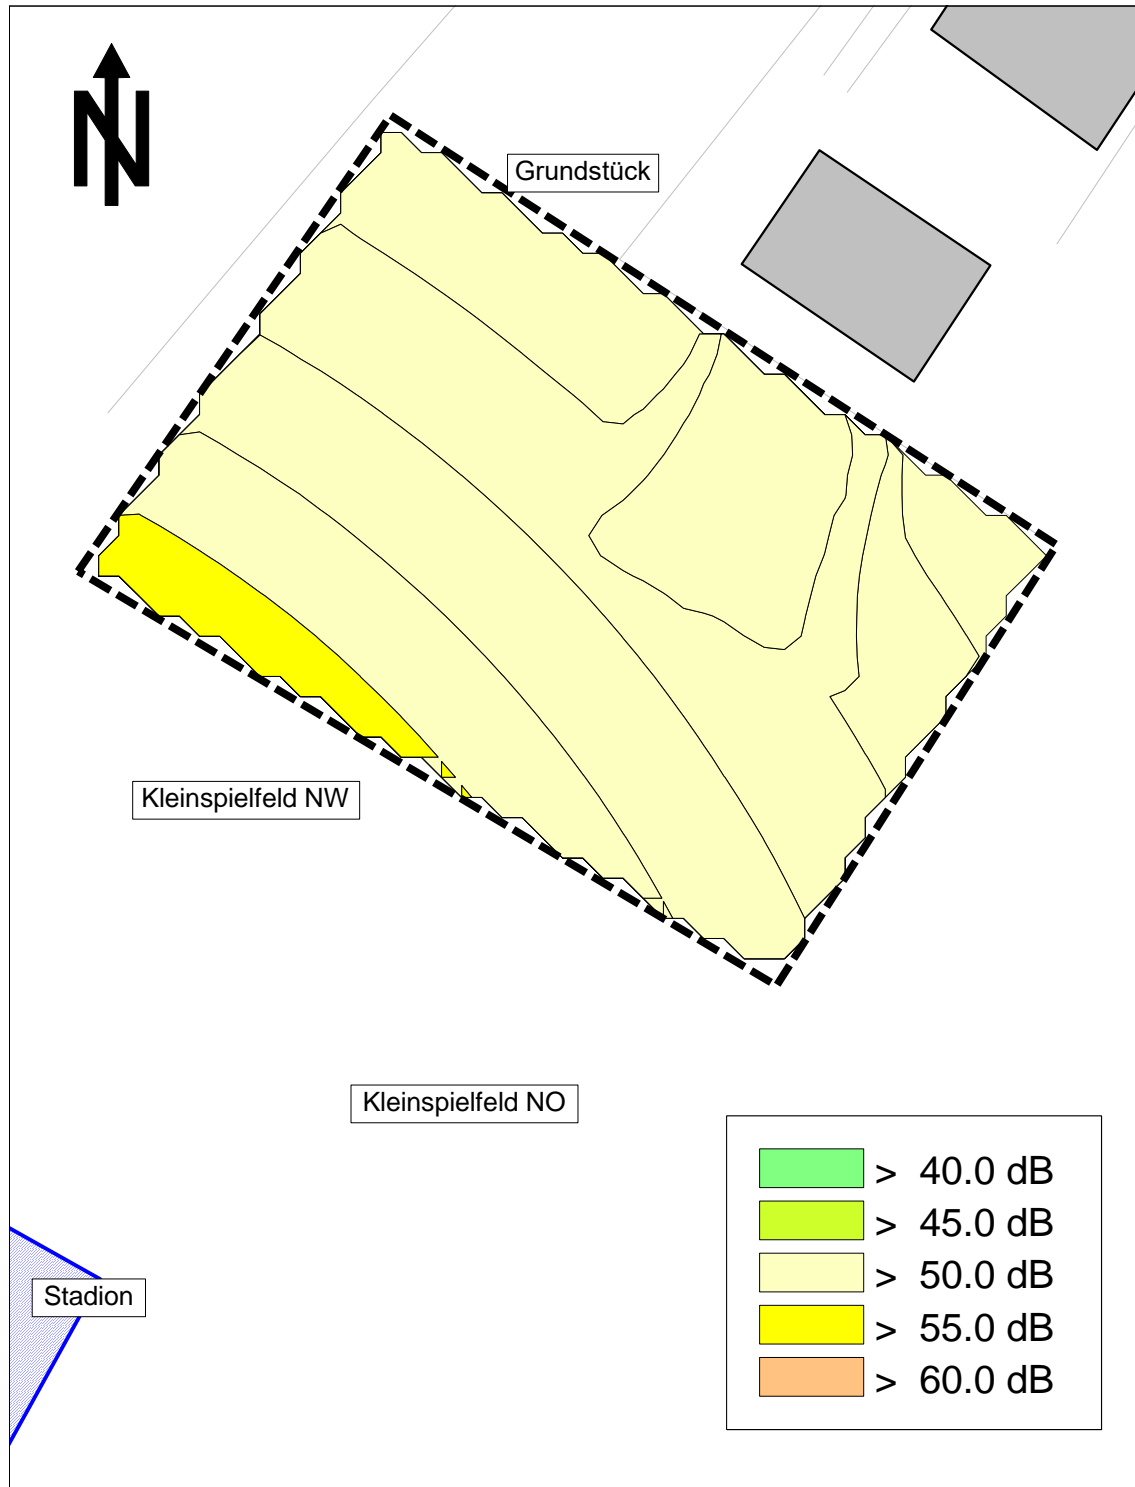 N
Grundstück
Kleinspielfeld NW
Kleinspielfeld NO
Stadion
> 40.0 dB
> 45.0 dB
> 50.0 dB
> 55.0 dB
> 60.0 dB